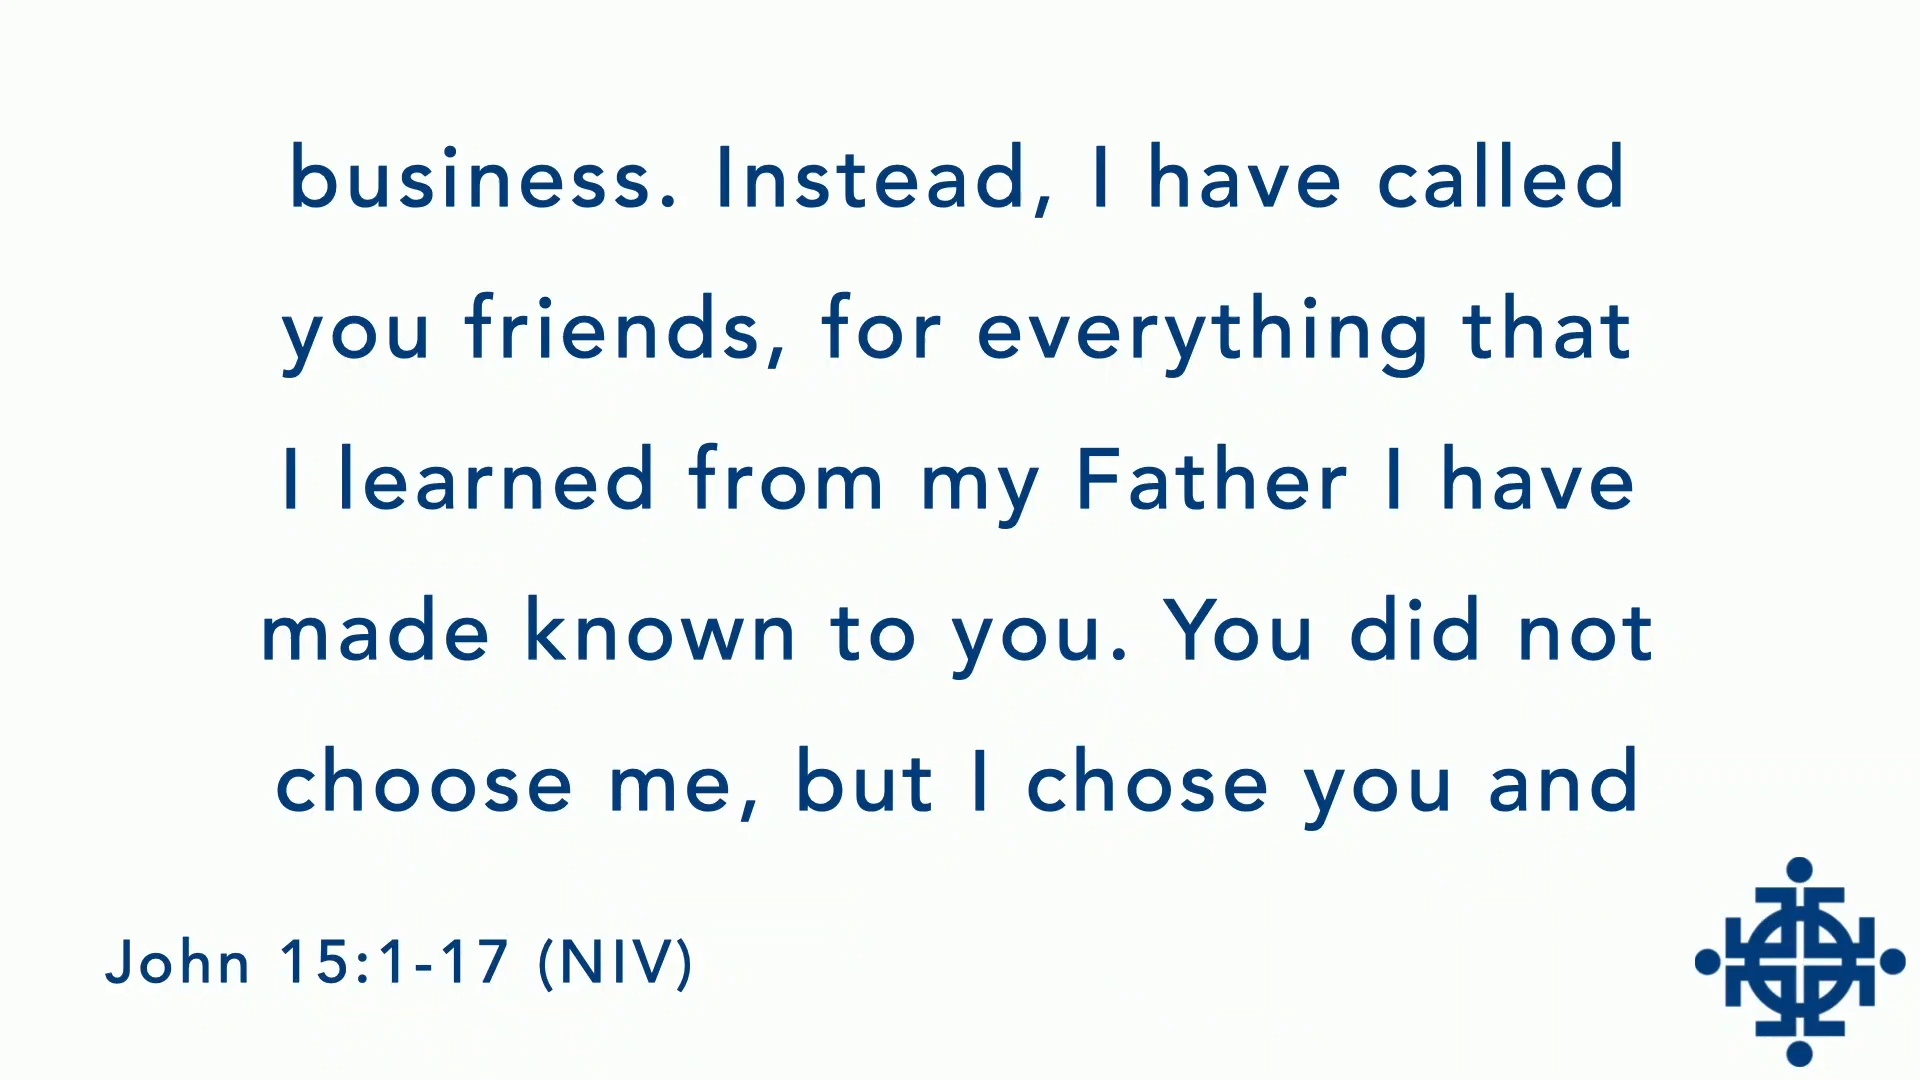 business. Instead, I have called
you friends, for everything that
I learned from my Father I have
made known to you. You did not
choose me, but I chose you and
John 15:1-17 (NIV)